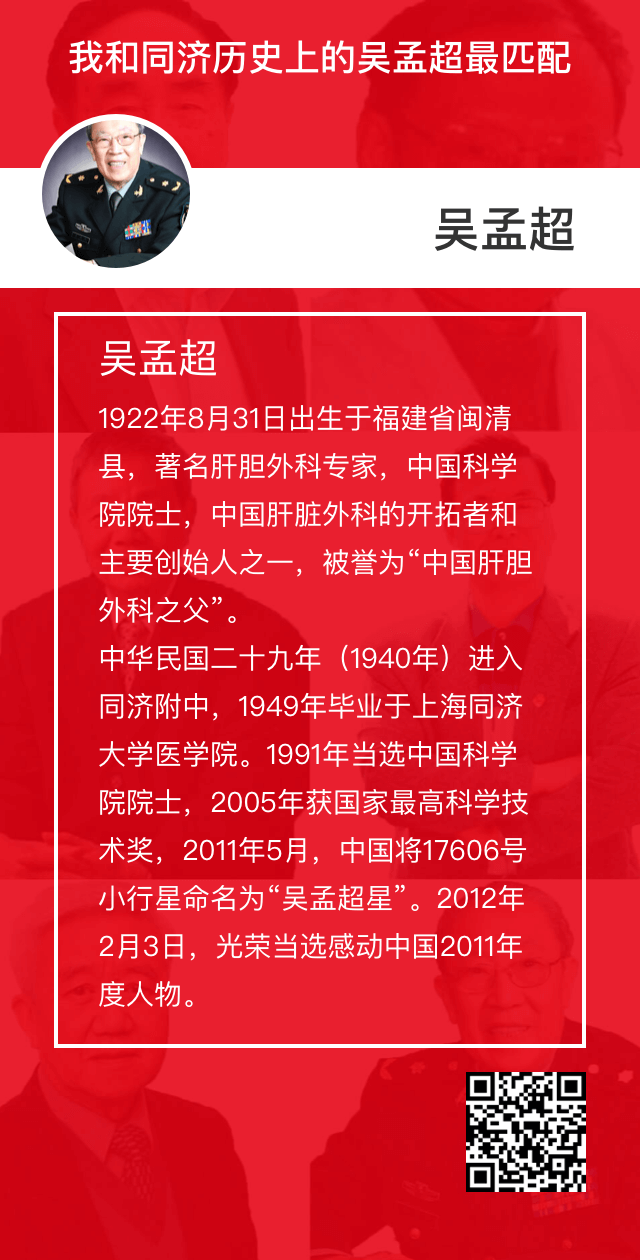 我和同济历史上的吴孟超最匹配
吴孟超
吴孟超
1922年8月31日出生于福建省闽清
县，著名肝胆外科专家，中国科学
院院士，中国肝脏外科的开拓者和
主要创始人之一，被誉为“中国肝胆
外科之父”。
中华民国二十九年（1940年）进入
同济附中，1949年毕业于上海同济
大学医学院。1991年当选中国科学
院院士，2005年获国家最高科学技
术奖，2011年5月，中国将17606号
小行星命名为“吴孟超星”。2012年
2月3日，光荣当选感动中国2011年
度人物。